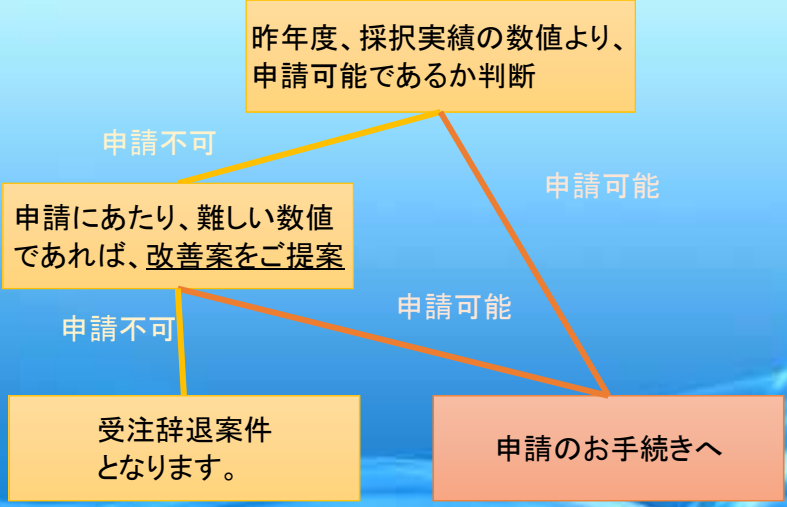 昨年度、採択実績の数値より、
申請可能であるか判断
申請不可
申請可能
申請にあたり、難しい数値
であれば、改善案をご提案
申請不可
申請可能
受注辞退案件
となります。
申請のお手続きへ